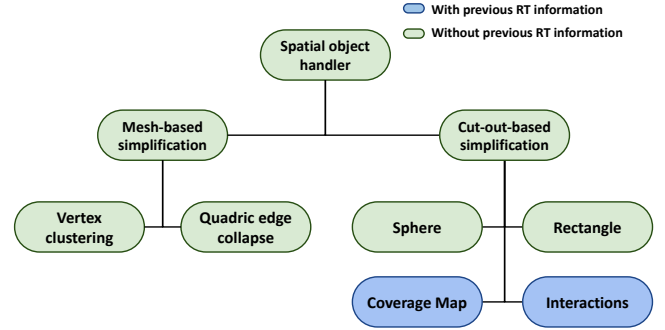 With previous RT information
Without previous RT information
Spatial object
handler
Mesh-based
simplification
Cut-out-based
simplification
Vertex
clustering
Quadric edge
collapse
Sphere
Rectangle
Coverage Map
Interactions